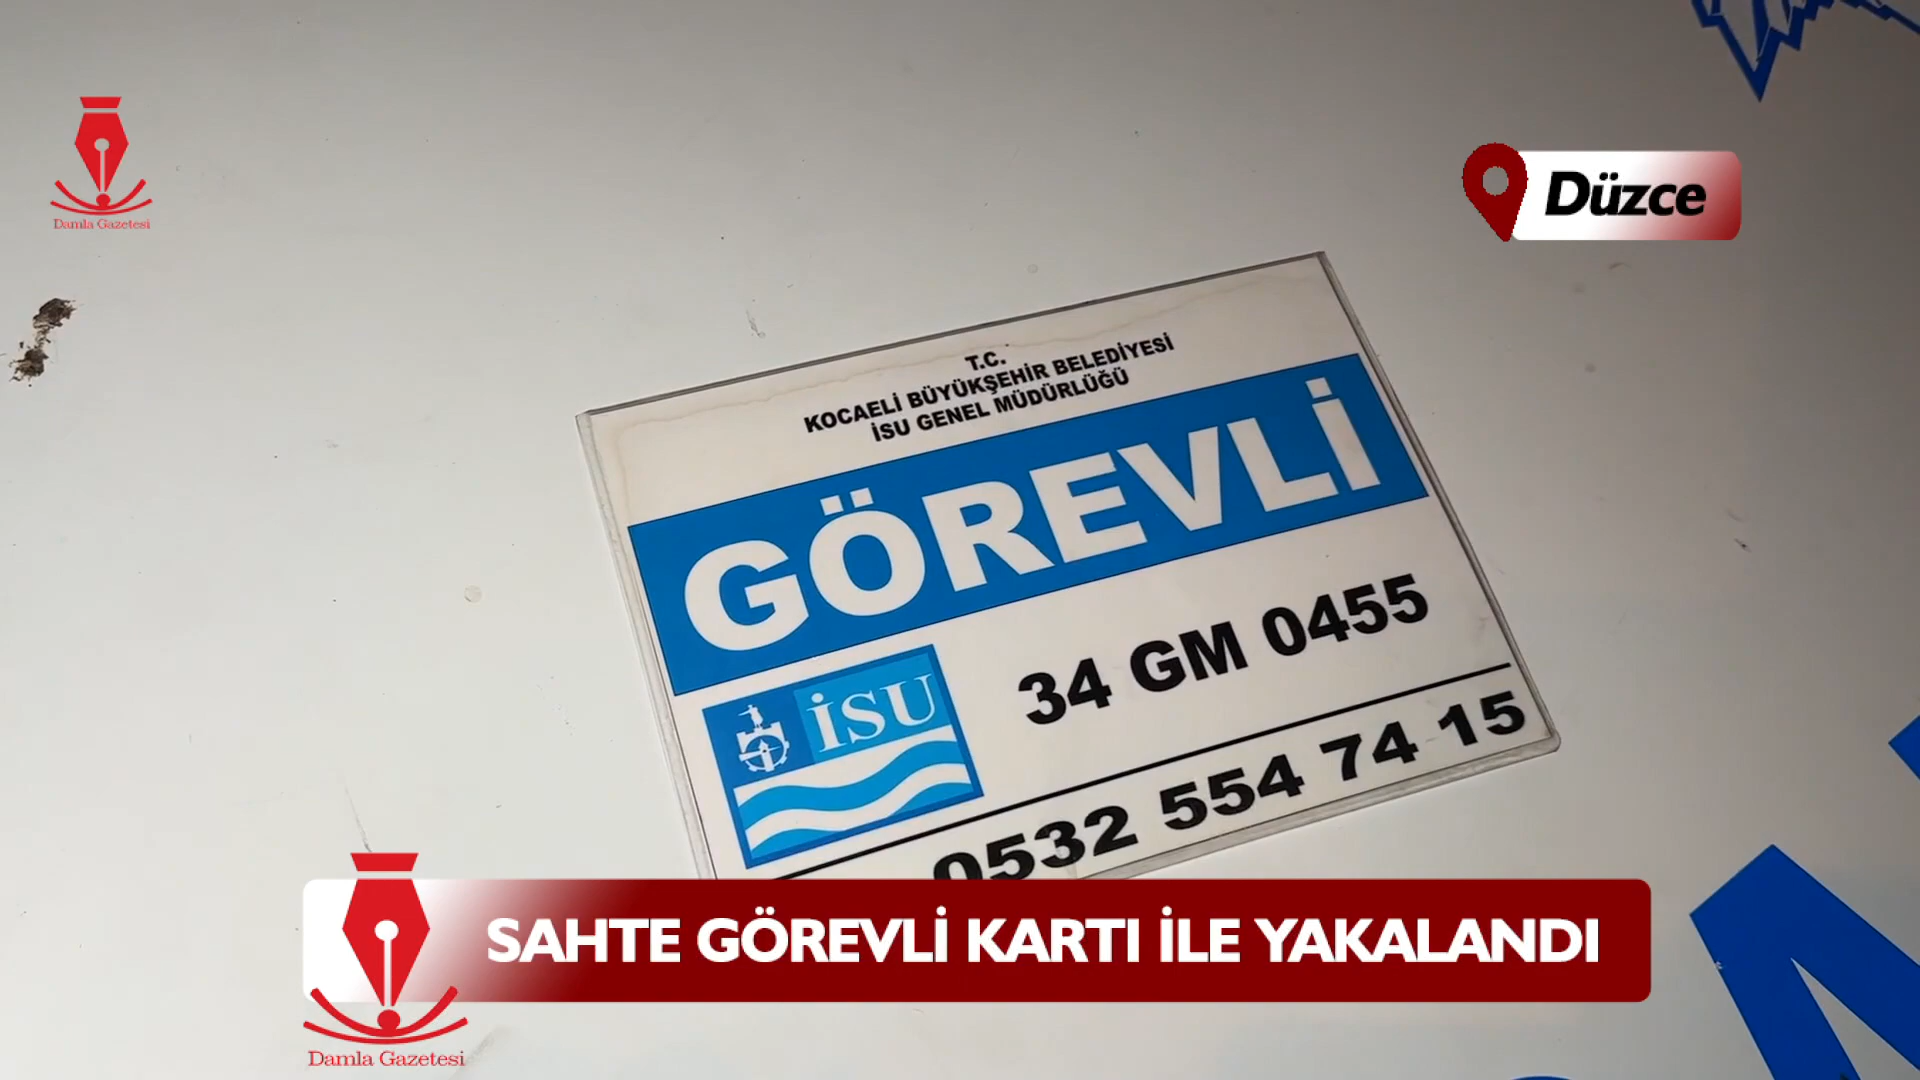 Damla Gazetesi
Düzce
T.C.
KOCAELİ BÜYÜKŞEHİR BELEDİYESİ
İSU GENEL MÜDÜRLÜĞÜ
GÖREVLİ
İSU
34 GM 0455
0532 554 74 15
SAHTE GÖREVLİ KARTI İLE YAKALANDI
Damla Gazetesi